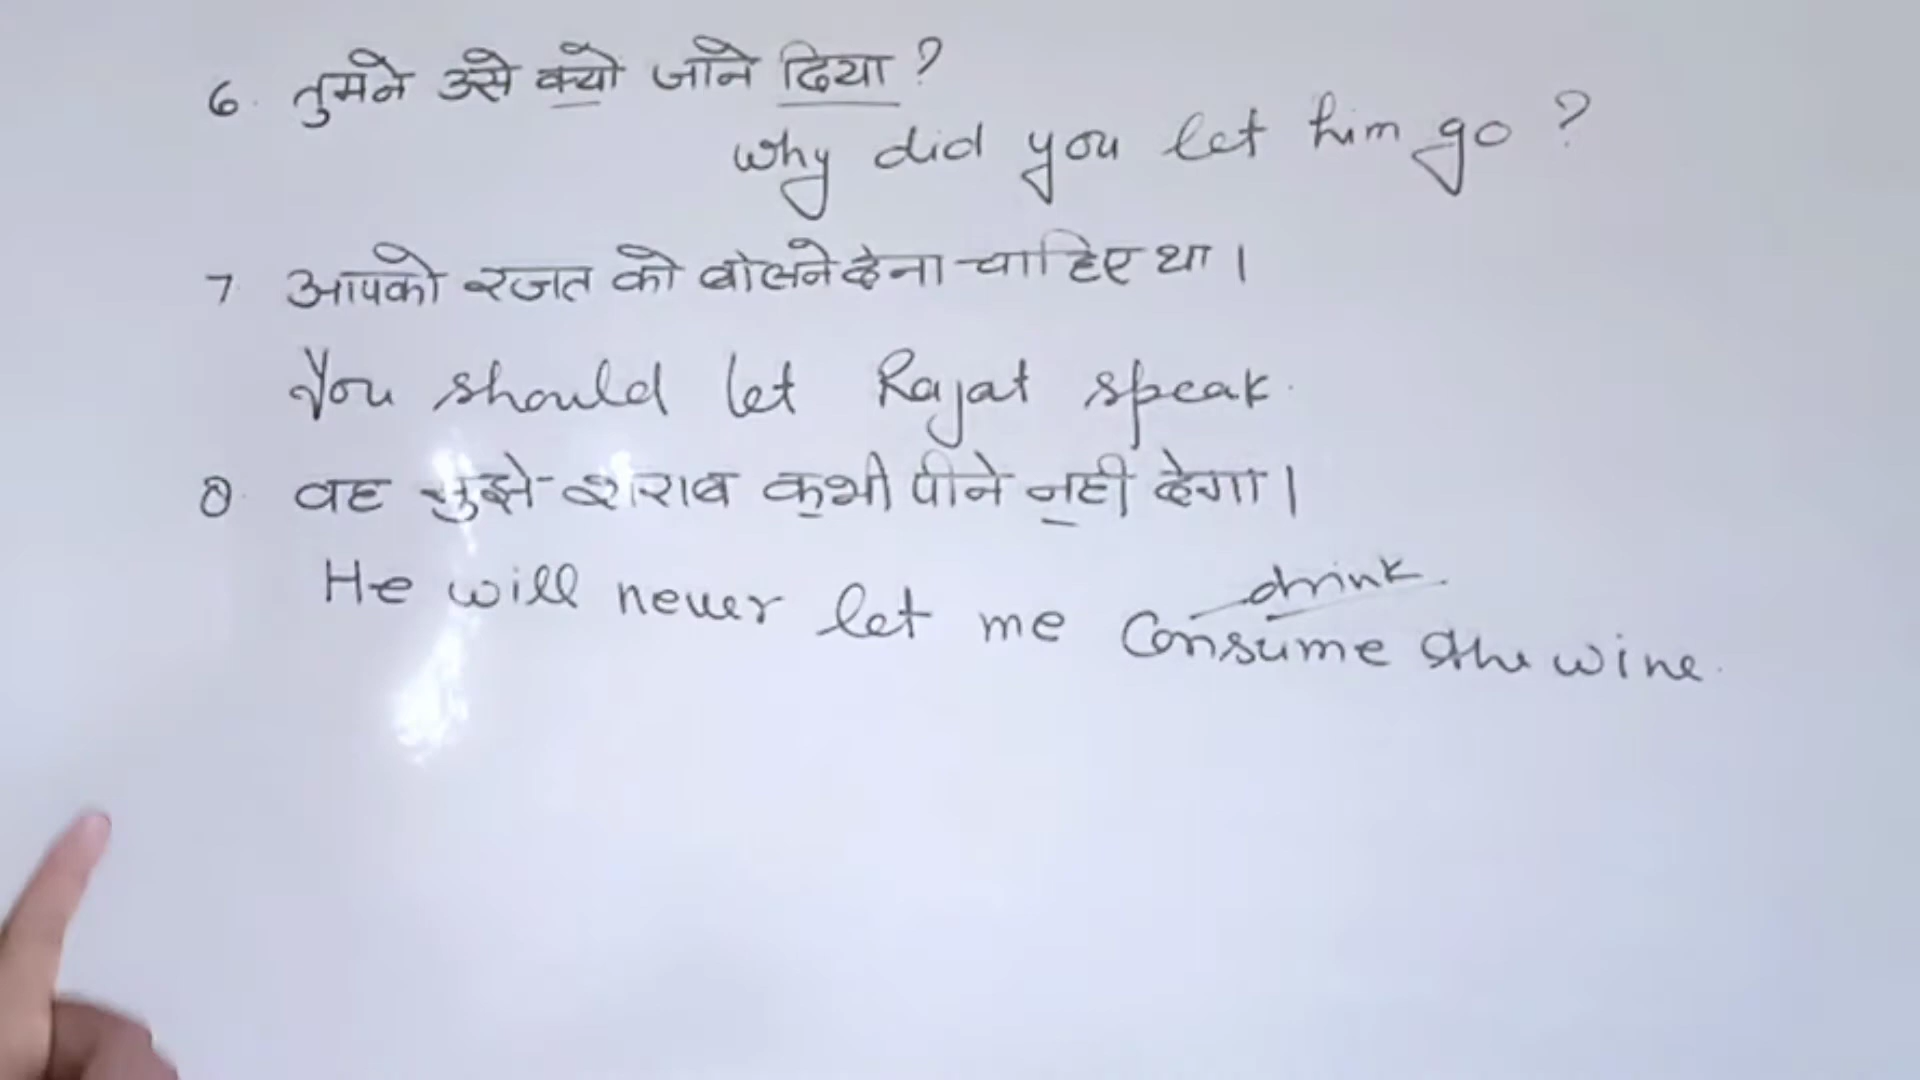 6. तुमने उसे क्यो जाने दिया ?
why did you let him go ?
7 आपको रजत को बोलने देना चाहिए था ।
You should let Rajat speak.
8. वह मुझे शराब कभी पीने नही देगा ।
drink.
He will never let me Consume the wine.